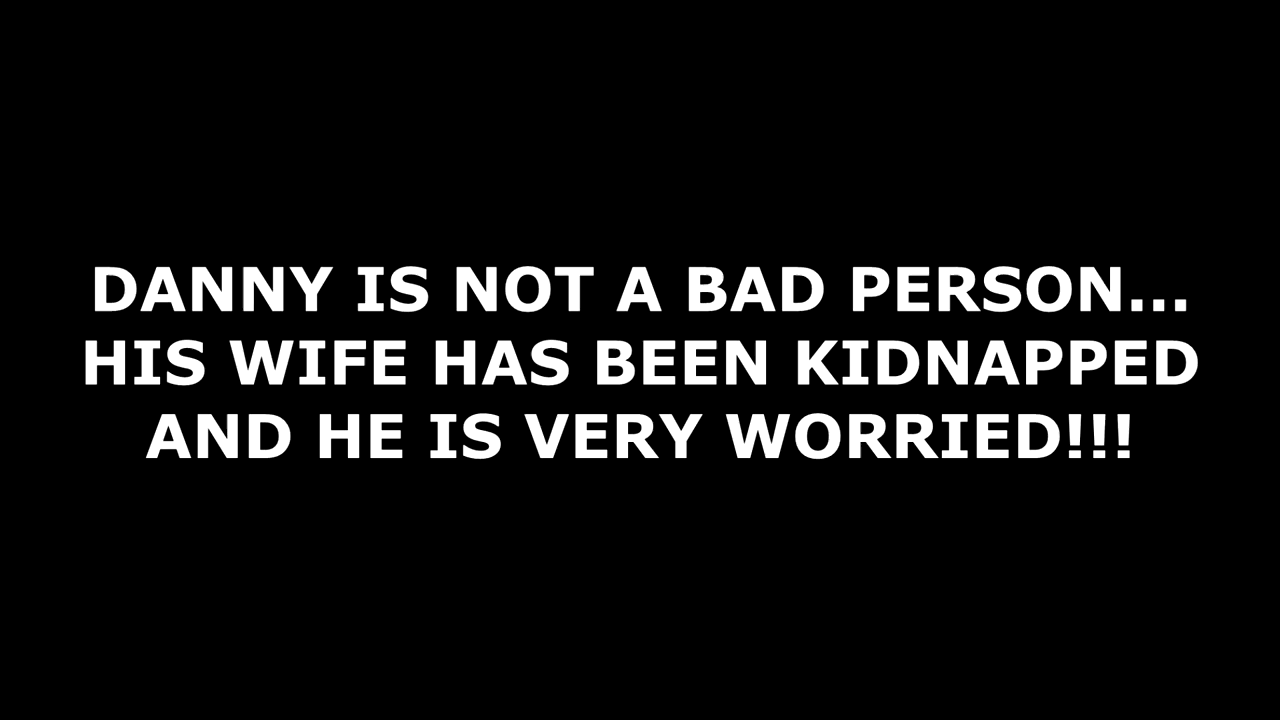 DANNY IS NOT A BAD PERSON...
HIS WIFE HAS BEEN KIDNAPPED
AND HE IS VERY WORRIED!!!